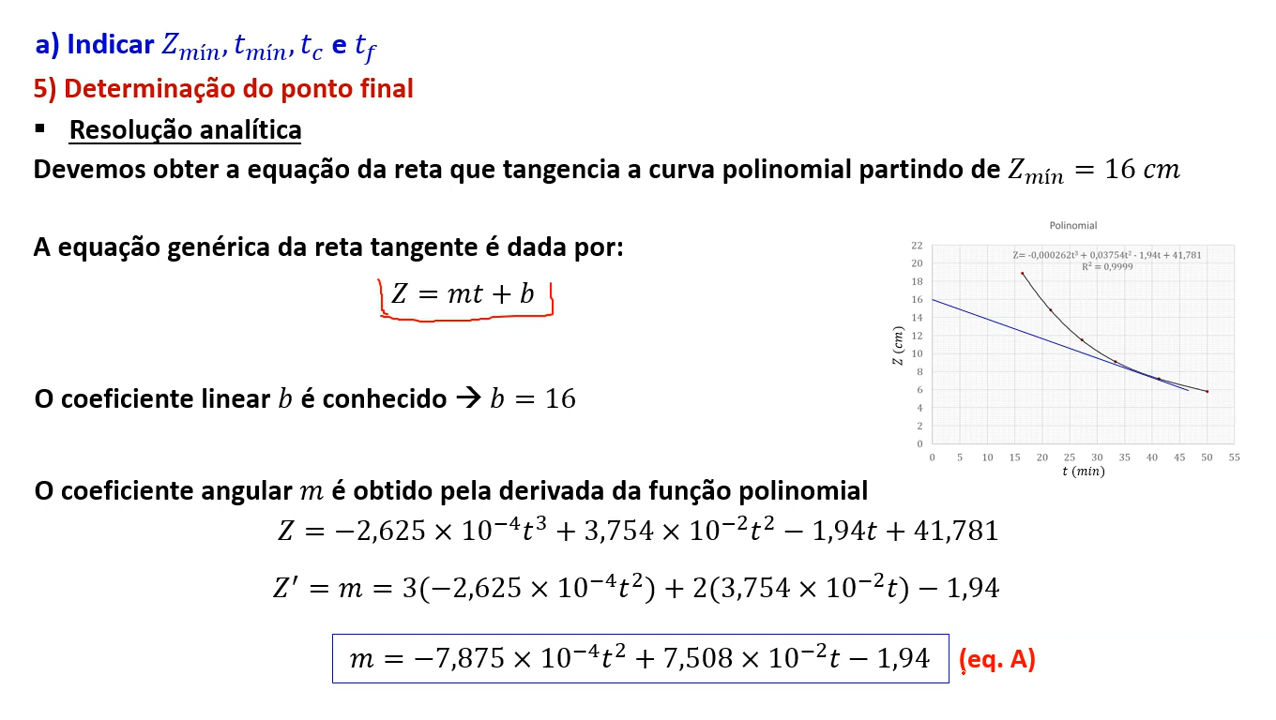 a) Indicar Z_mín, t_mín, t_c e t_f
5) Determinação do ponto final
▪ Resolução analítica
Devemos obter a equação da reta que tangencia a curva polinomial partindo de Z_mín = 16 cm
A equação genérica da reta tangente é dada por:
Z = mt + b
Polinomial
Z= -0,000262t³ + 0,03754t² - 1,94t + 41,781
R² = 0,9999
22
20
18
16
14
12
10
8
6
4
2
0
Z (cm)
0 5 10 15 20 25 30 35 40 45 50 55
t (min)
O coeficiente linear b é conhecido → b = 16
O coeficiente angular m é obtido pela derivada da função polinomial
Z = −2,625 × 10⁻⁴t³ + 3,754 × 10⁻²t² − 1,94t + 41,781
Z′ = m = 3(−2,625 × 10⁻⁴t²) + 2(3,754 × 10⁻²t) − 1,94
m = −7,875 × 10⁻⁴t² + 7,508 × 10⁻²t − 1,94 (eq. A)